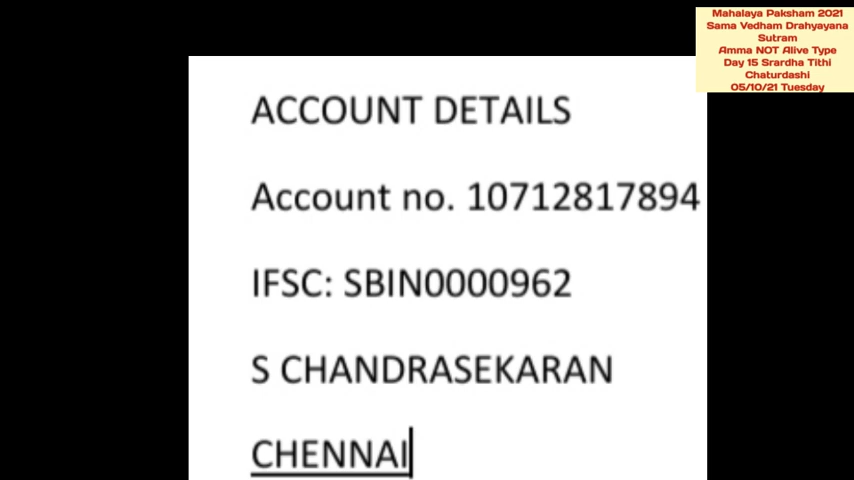 Mahalaya Paksham 2021
Sama Vedham Drahyayana
Sutram
Amma NOT Alive Type
Day 15 Srardha Tithi
Chaturdashi
05/10/21 Tuesday
ACCOUNT DETAILS
Account no. 10712817894
IFSC: SBIN0000962
S CHANDRASEKARAN
CHENNAI